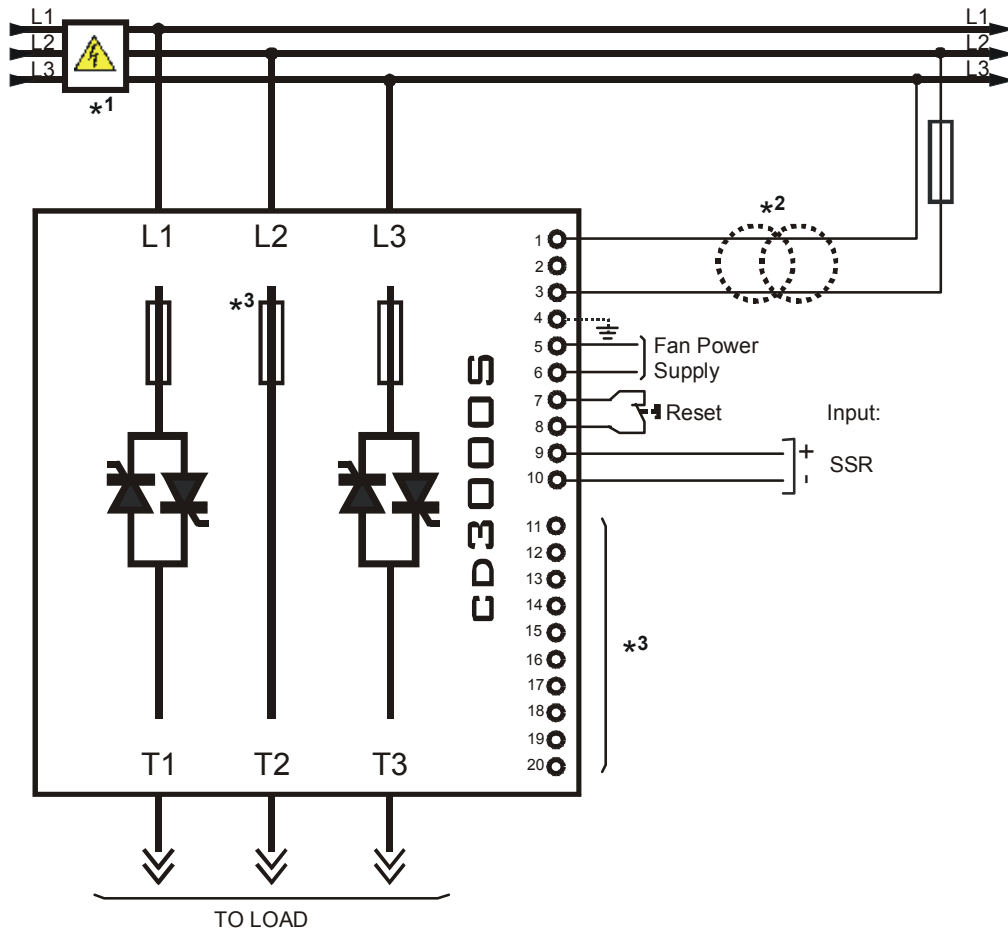 L1 L1
L2 L2
L3 L3
*1
*2
L1 L2 L3
*3
1
2
3
4
5 Fan Power
6 Supply
7 Reset
8
Input:
9 +
SSR
10 -
CD3000S
11
12
13
14
15
*3
16
17
18
19
20
T1 T2 T3
TO LOAD